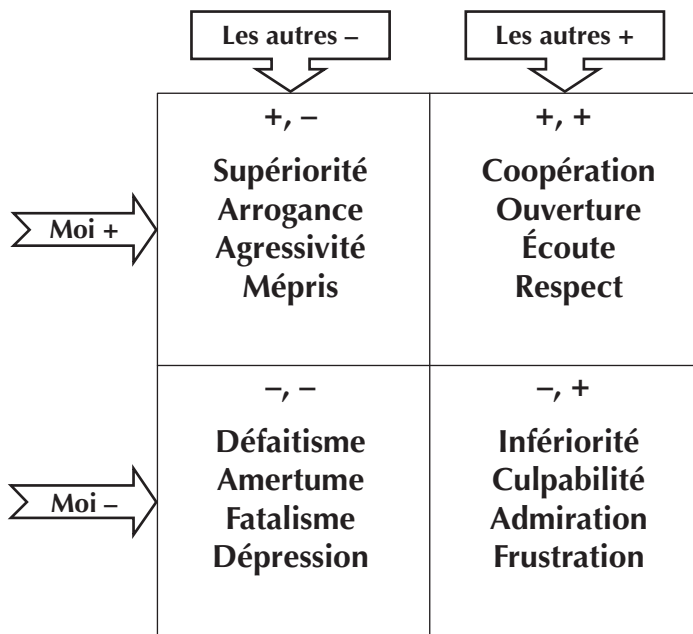 Les autres –
Les autres +
Moi +
+, –
Supériorité
Arrogance
Agressivité
Mépris
+, +
Coopération
Ouverture
Écoute
Respect
Moi –
–, –
Défaitisme
Amertume
Fatalisme
Dépression
–, +
Infériorité
Culpabilité
Admiration
Frustration